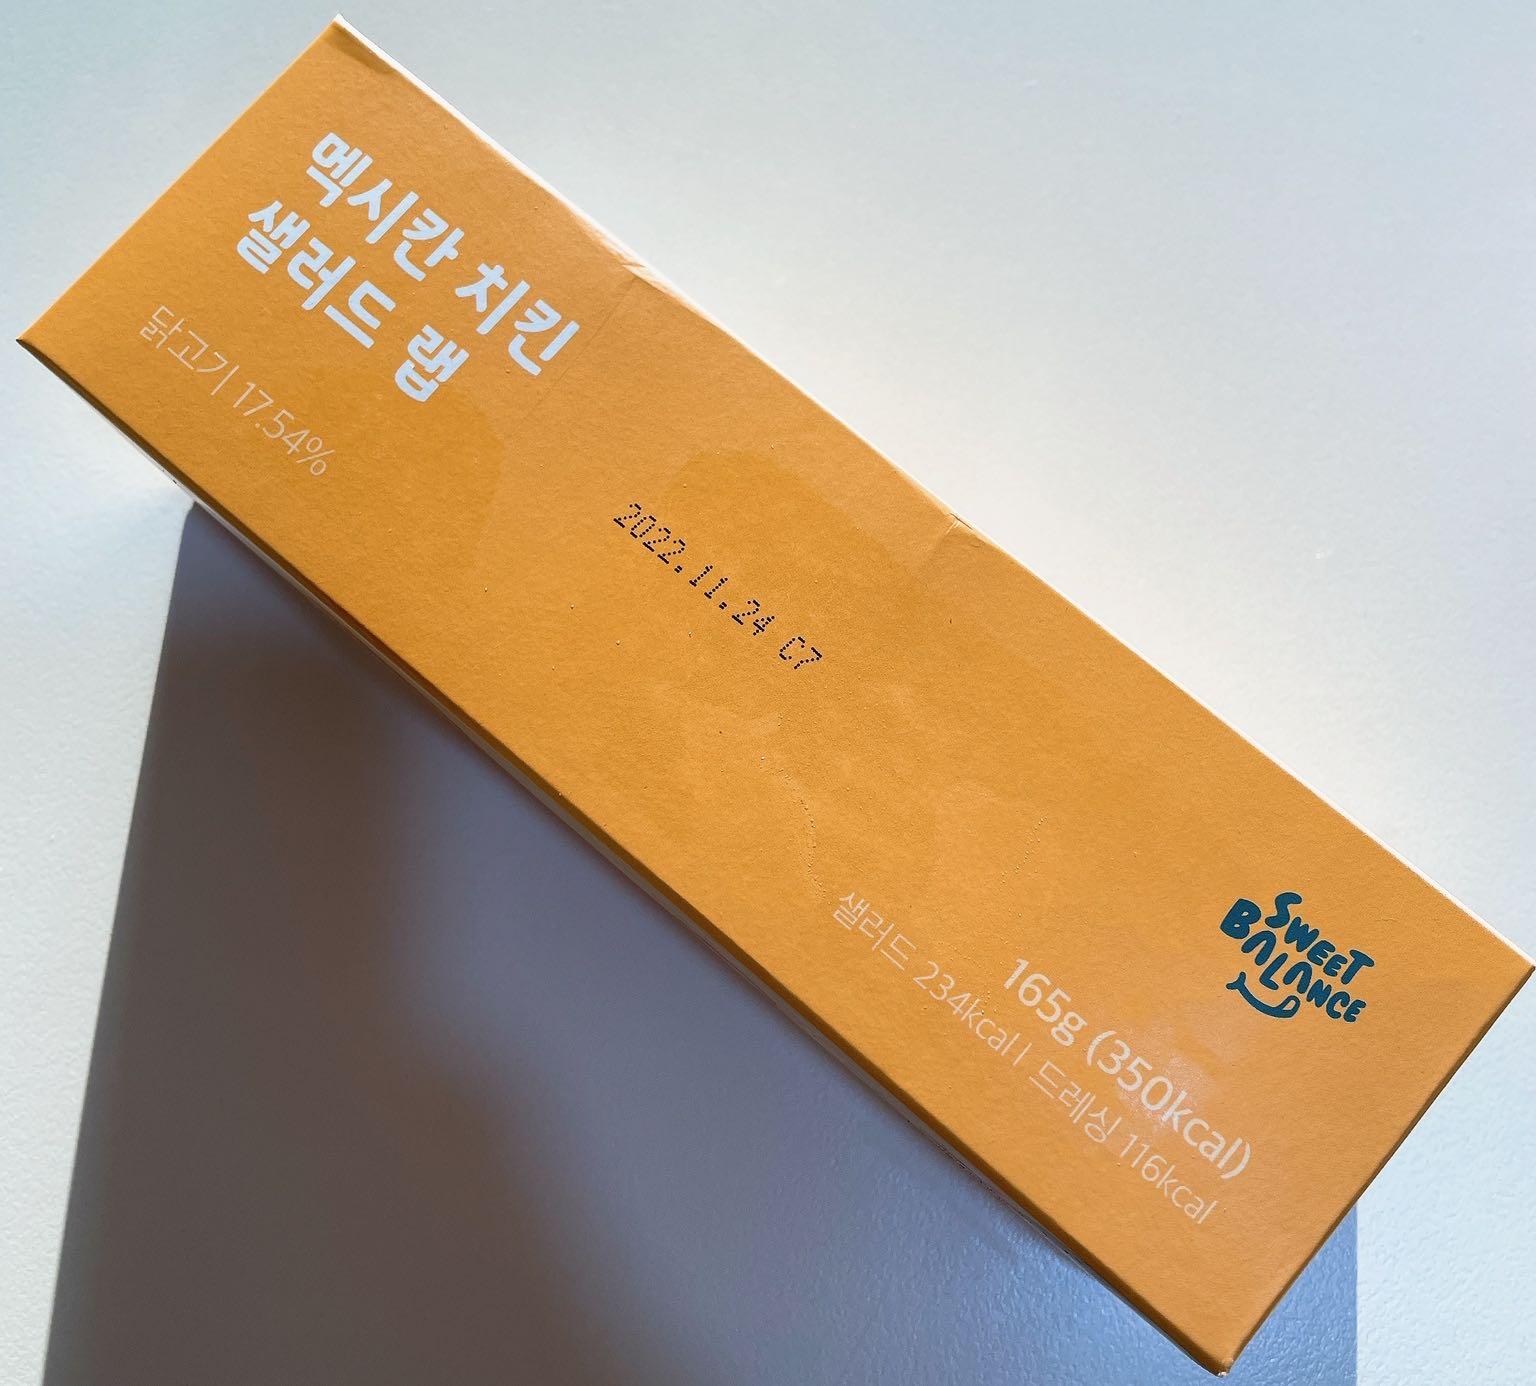 멕시칸 치킨
샐러드 랩
닭고기 17.54%
2022.11.24 C7
SWEET
BALANCE
165g (350kcal)
샐러드 234kcal | 드레싱 116kcal